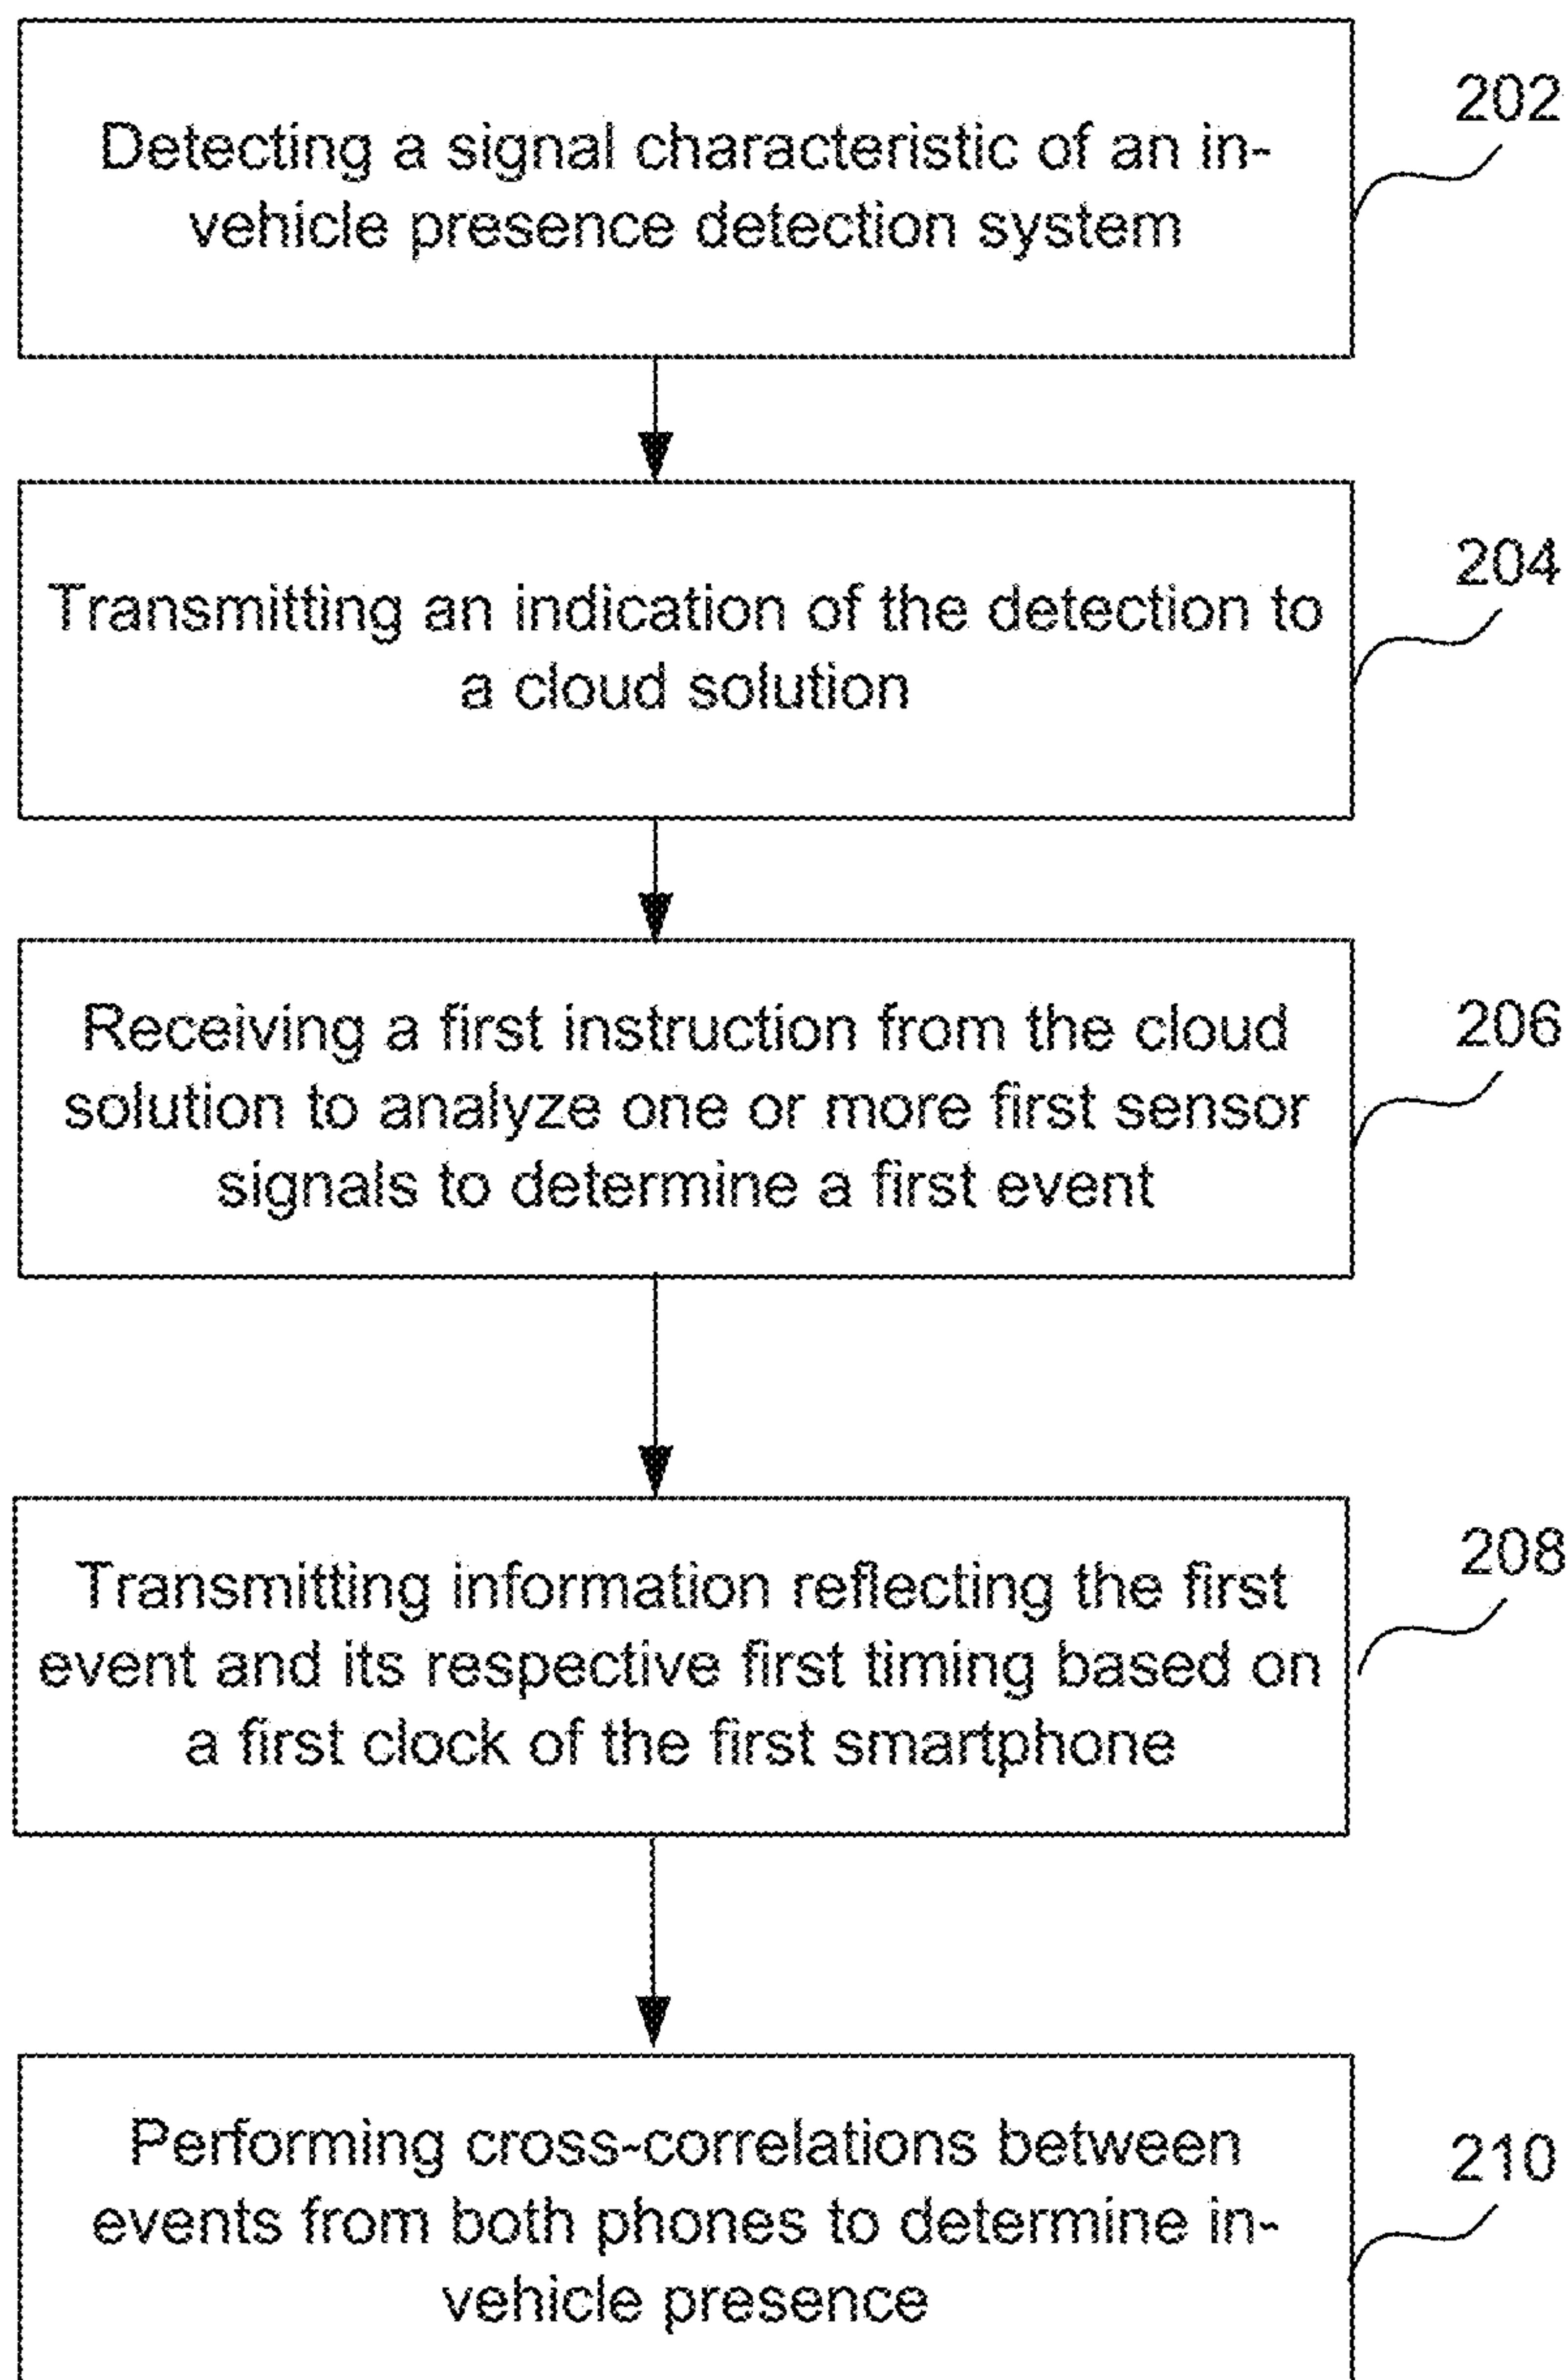 Detecting a signal characteristic of an in-
vehicle presence detection system
202
Transmitting an indication of the detection to
a cloud solution
204
Receiving a first instruction from the cloud
solution to analyze one or more first sensor
signals to determine a first event
206
Transmitting information reflecting the first
event and its respective first timing based on
a first clock of the first smartphone
208
Performing cross-correlations between
events from both phones to determine in-
vehicle presence
210